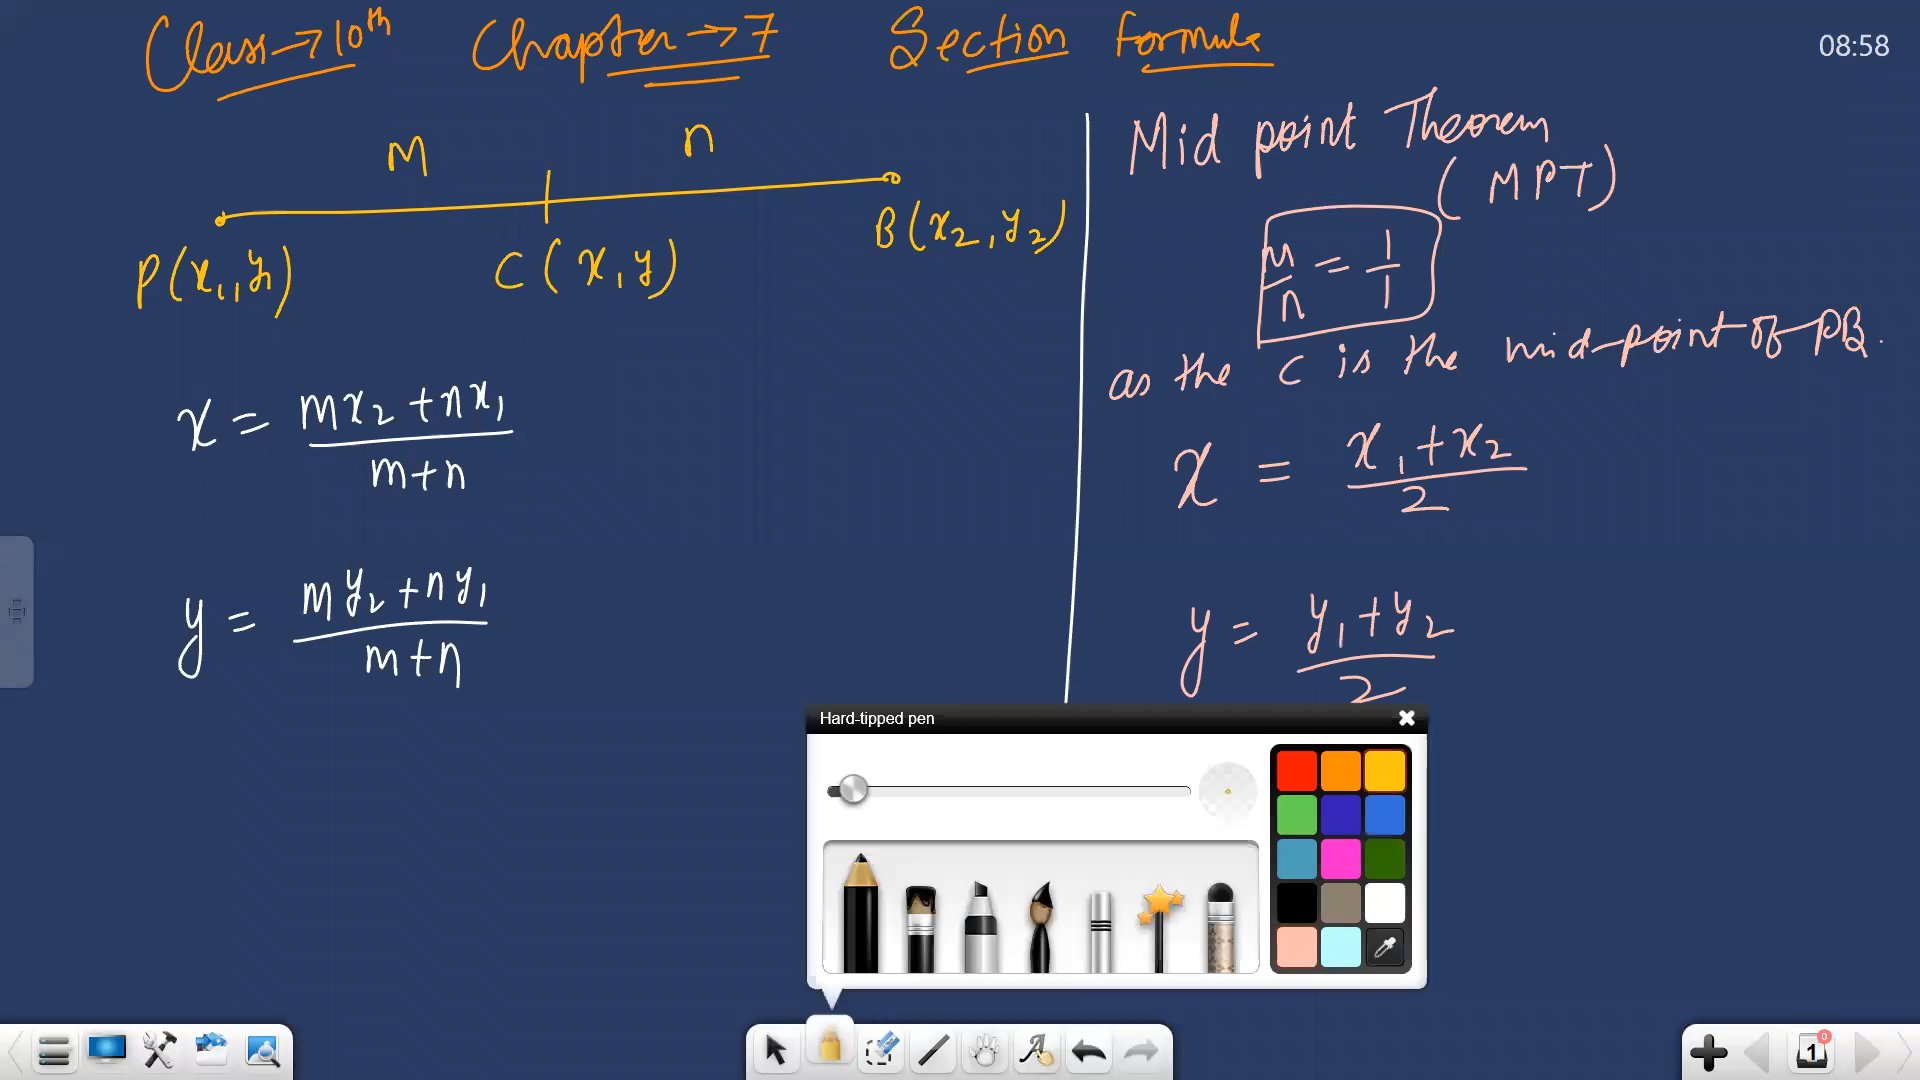 Class→10th Chapter→7 Section Formula
08:58
M n
P(x₁,y₁) C(x,y) B(x₂,y₂)
x = mx₂+nx₁
m+n
y = my₂+ny₁
m+n
Mid point Theorem
(MPT)
M/n = 1/1
as the C is the mid-point of PB.
x = x₁+x₂
2
y = y₁+y₂
2
Hard-tipped pen
1
0